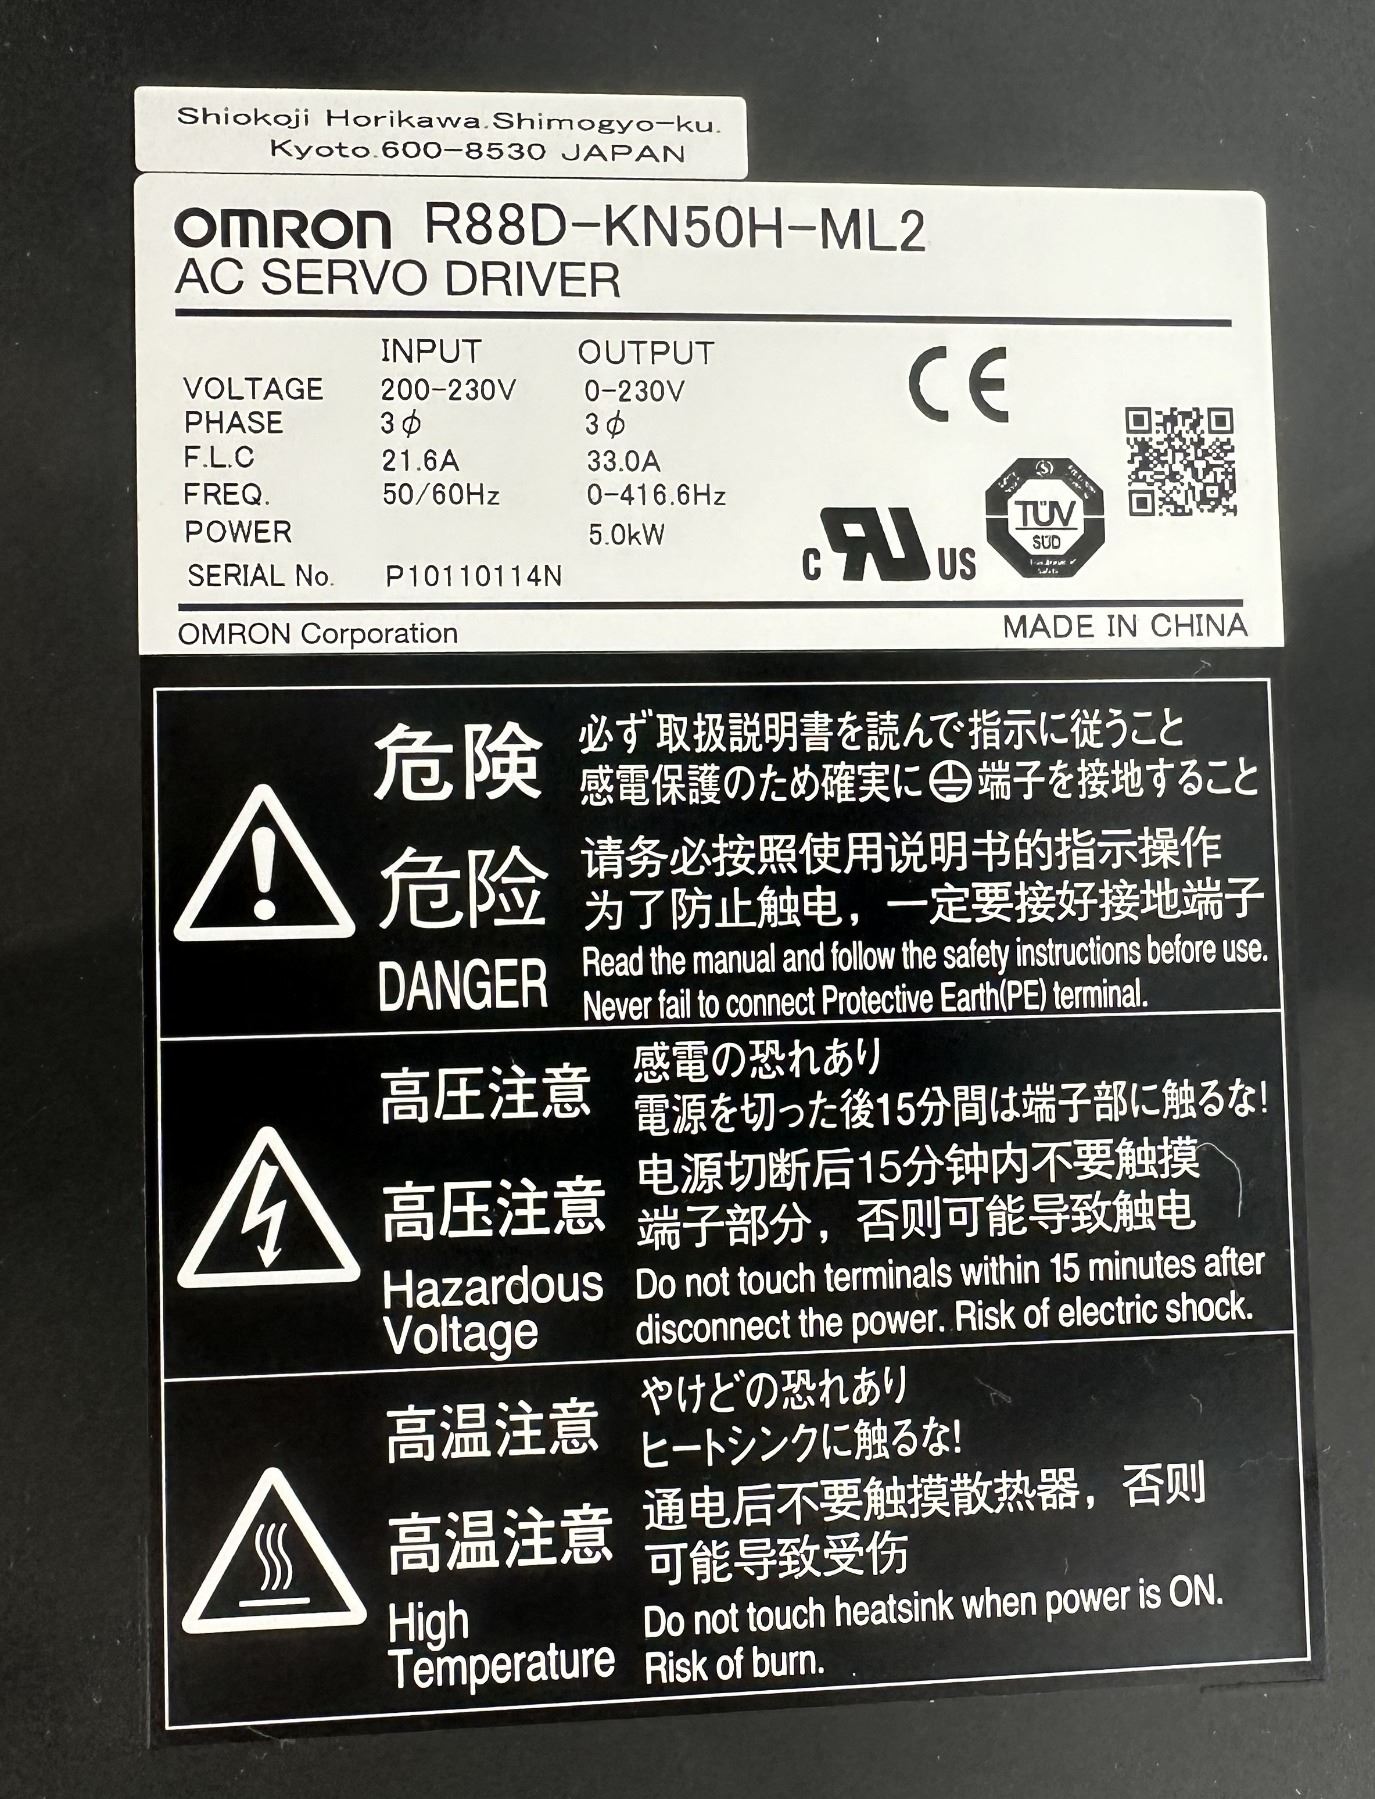 Shiokoji Horikawa.Shimogyo-ku.
Kyoto.600-8530 JAPAN
OMRON R88D-KN50H-ML2
AC SERVO DRIVER
INPUT OUTPUT
VOLTAGE 200-230V 0-230V
PHASE 3φ 3φ
F.L.C 21.6A 33.0A
FREQ. 50/60Hz 0-416.6Hz
POWER 5.0kW
SERIAL No. P10110114N
CE
c RU US
TÜV
SÜD
OMRON Corporation MADE IN CHINA
危険
必ず取扱説明書を読んで指示に従うこと
感電保護のため確実に⏚端子を接地すること
危险
请务必按照使用说明书的指示操作
为了防止触电，一定要接好接地端子
DANGER
Read the manual and follow the safety instructions before use.
Never fail to connect Protective Earth(PE) terminal.
高圧注意
感電の恐れあり
電源を切った後15分間は端子部に触るな!
高压注意
电源切断后15分钟内不要触摸
端子部分，否则可能导致触电
Hazardous
Voltage
Do not touch terminals within 15 minutes after
disconnect the power. Risk of electric shock.
高温注意
やけどの恐れあり
ヒートシンクに触るな!
高温注意
通电后不要触摸散热器，否则
可能导致受伤
High
Temperature
Do not touch heatsink when power is ON.
Risk of burn.